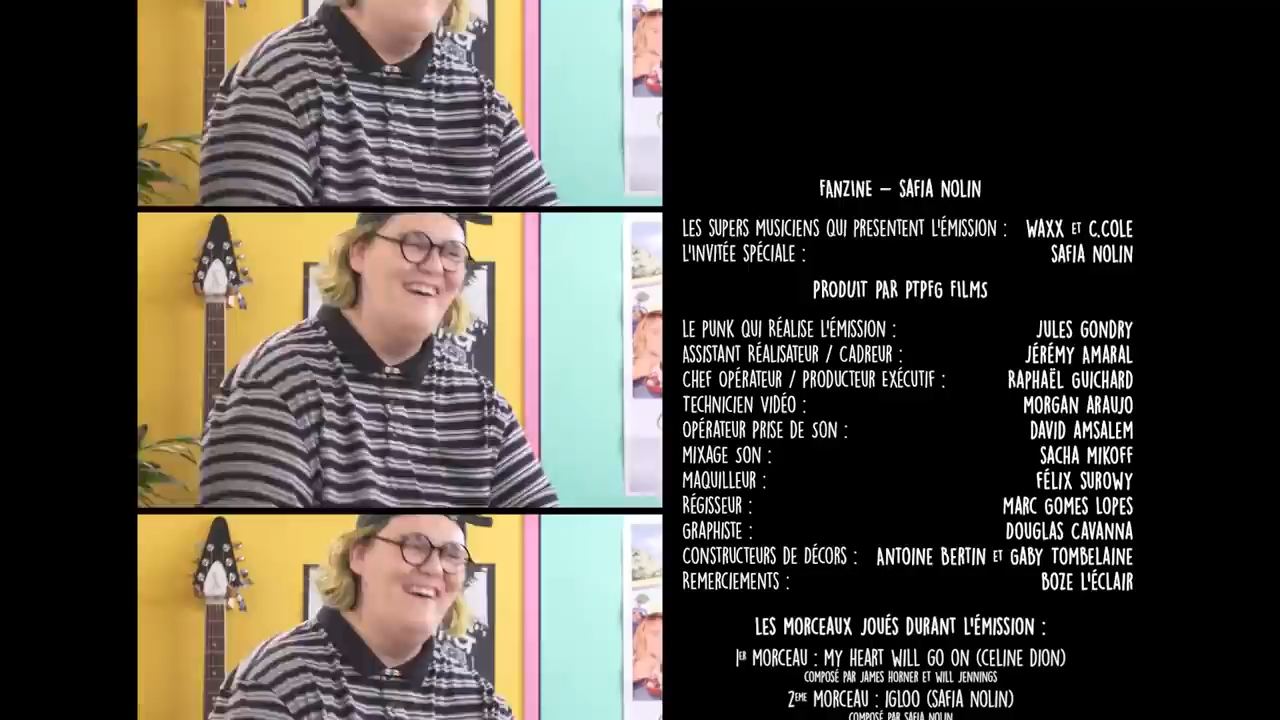 FANZINE – SAFIA NOLIN
LES SUPERS MUSICIENS QUI PRESENTENT L'ÉMISSION : WAXX ET C.COLE
L'INVITÉE SPÉCIALE : SAFIA NOLIN
PRODUIT PAR PTPFG FILMS
LE PUNK QUI RÉALISE L'ÉMISSION : JULES GONDRY
ASSISTANT RÉALISATEUR / CADREUR : JÉRÉMY AMARAL
CHEF OPÉRATEUR / PRODUCTEUR EXÉCUTIF : RAPHAËL GUICHARD
TECHNICIEN VIDÉO : MORGAN ARAUJO
OPÉRATEUR PRISE DE SON : DAVID AMSALEM
MIXAGE SON : SACHA MIKOFF
MAQUILLEUR : FÉLIX SUROWY
RÉGISSEUR : MARC GOMES LOPES
GRAPHISTE : DOUGLAS CAVANNA
CONSTRUCTEURS DE DÉCORS : ANTOINE BERTIN ET GABY TOMBELAINE
REMERCIEMENTS : BOZE L'ÉCLAIR
LES MORCEAUX JOUÉS DURANT L'ÉMISSION :
1ER MORCEAU : MY HEART WILL GO ON (CELINE DION)
COMPOSÉ PAR JAMES HORNER ET WILL JENNINGS
2EME MORCEAU : IGLOO (SAFIA NOLIN)
COMPOSÉ PAR SAFIA NOLIN